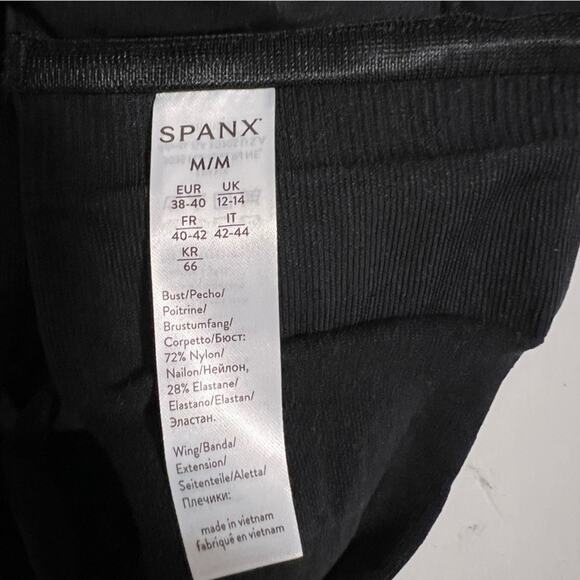 SPANX
M/M
EUR UK
38-40 12-14
FR IT
40-42 42-44
KR
66
Bust/Pecho/
Poitrine/
Brustumfang/
Corpetto/Бюст:
72% Nylon/
Nailon/Нейлон,
28% Elastane/
Elastano/Elastan/
Эластан.
Wing/Banda/
Extension/
Seitenteile/Aletta/
Плечики:
made in vietnam
fabriqué en vietnam